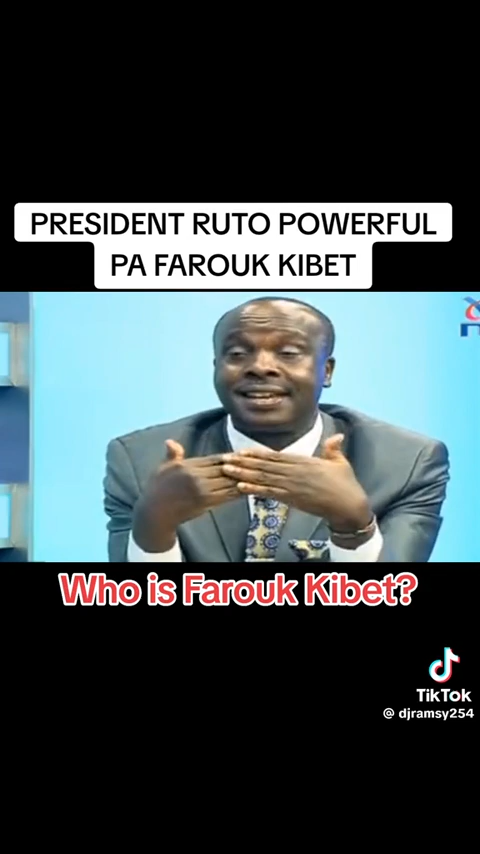 PRESIDENT RUTO POWERFUL
PA FAROUK KIBET
Who is Farouk Kibet?
TikTok
@ djramsy254